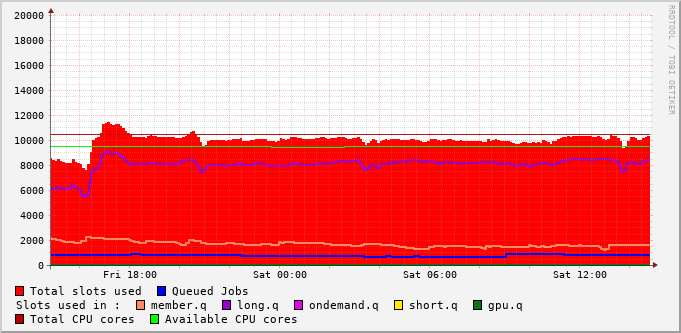 20000
18000
16000
14000
12000
10000
8000
6000
4000
2000
0
Fri 18:00 Sat 00:00 Sat 06:00 Sat 12:00
RRDTOOL / TOBI OETIKER
Total slots used Queued Jobs
Slots used in : member.q long.q ondemand.q short.q gpu.q
Total CPU cores Available CPU cores